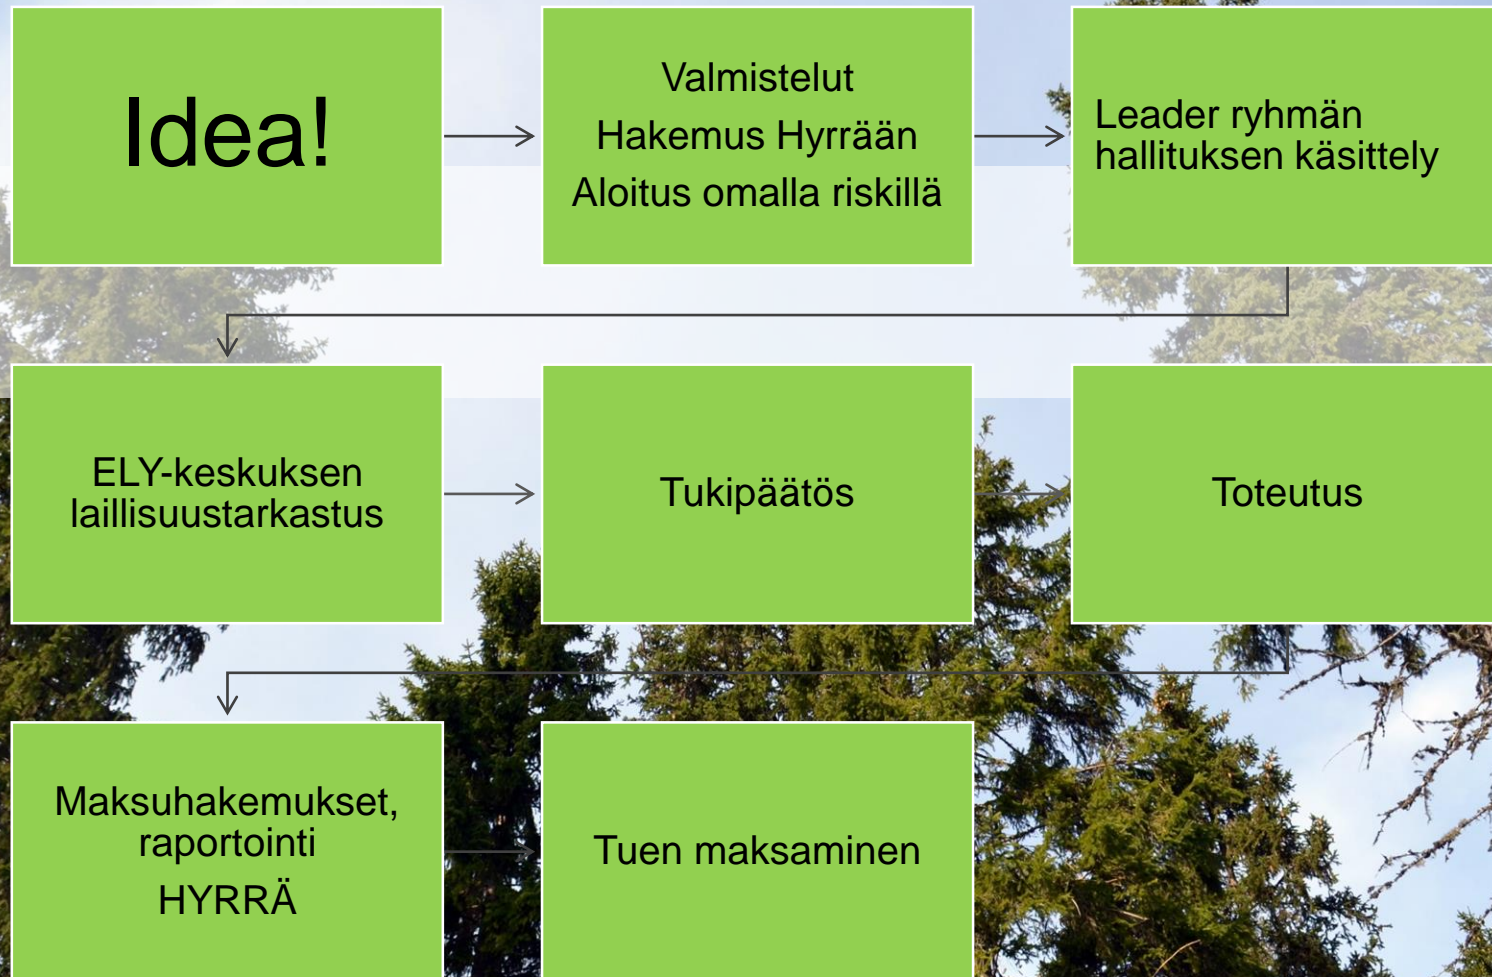 Idea!
Valmistelut
Hakemus Hyrrään
Aloitus omalla riskillä
Leader ryhmän
hallituksen käsittely
ELY-keskuksen
laillisuustarkastus
Tukipäätös
Toteutus
Maksuhakemukset,
raportointi
HYRRÄ
Tuen maksaminen